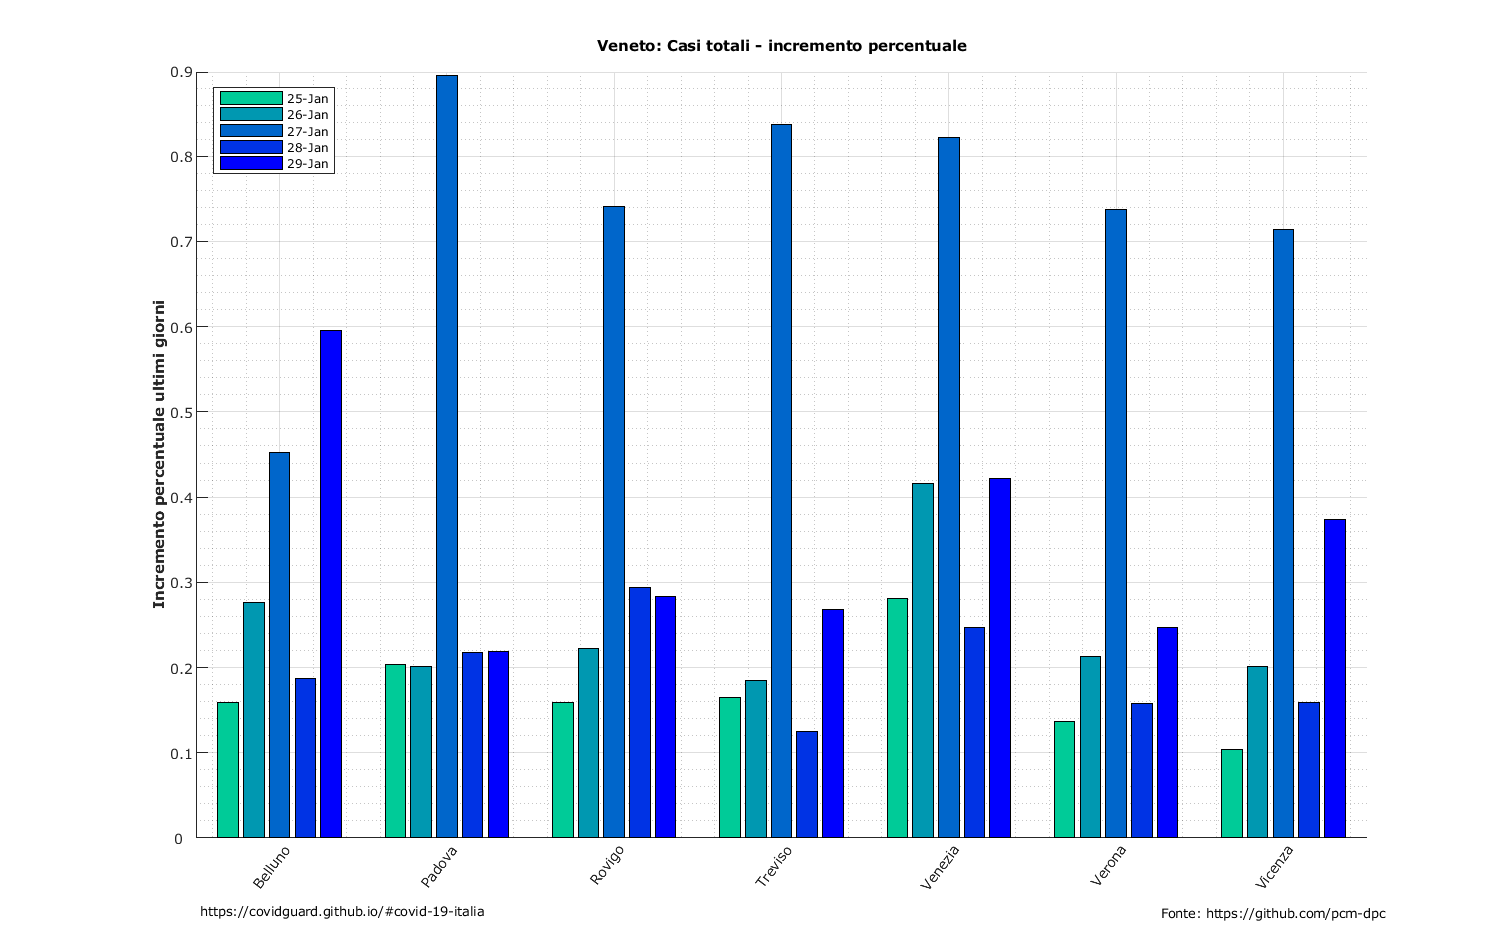 Veneto: Casi totali - incremento percentuale
25-Jan
26-Jan
27-Jan
28-Jan
29-Jan
Incremento percentuale ultimi giorni
0.9
0.8
0.7
0.6
0.5
0.4
0.3
0.2
0.1
0
Belluno
Padova
Rovigo
Treviso
Venezia
Verona
Vicenza
https://covidguard.github.io/#covid-19-italia
Fonte: https://github.com/pcm-dpc